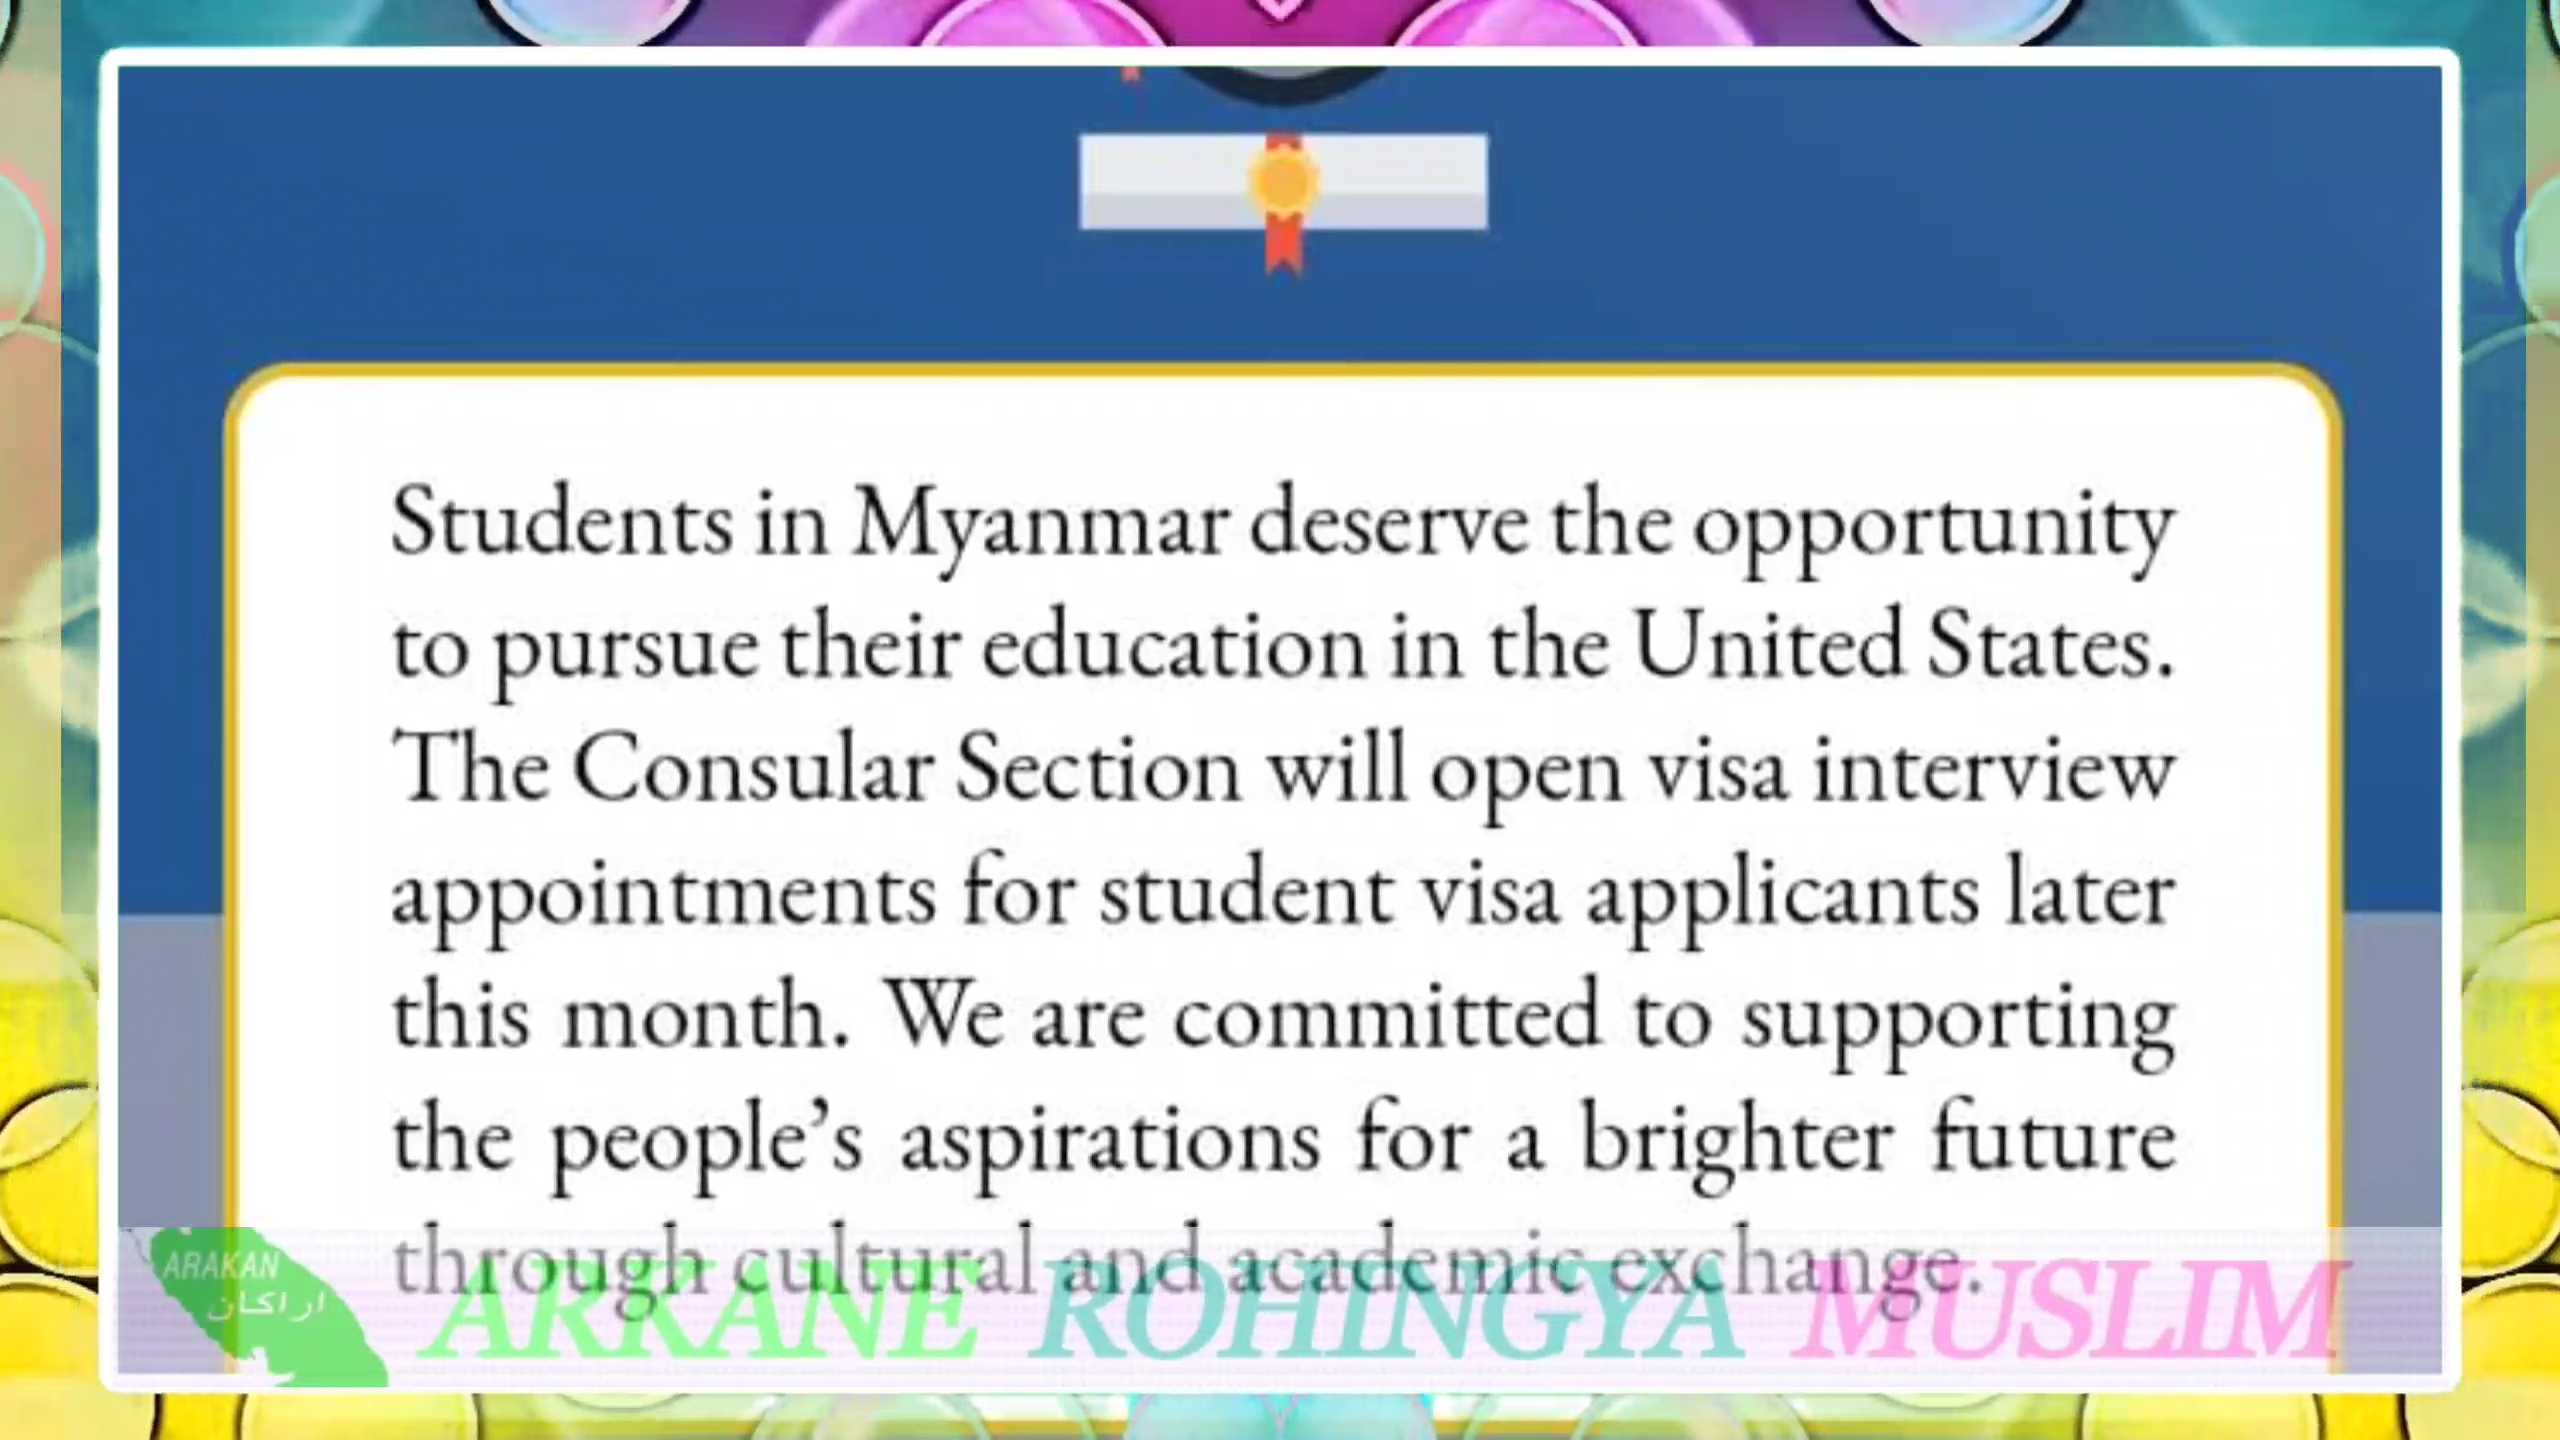 Students in Myanmar deserve the opportunity
to pursue their education in the United States.
The Consular Section will open visa interview
appointments for student visa applicants later
this month. We are committed to supporting
the people’s aspirations for a brighter future
through cultural and academic exchange.
ARAKAN
اراكان
ARKANE ROHINGYA MUSLIM